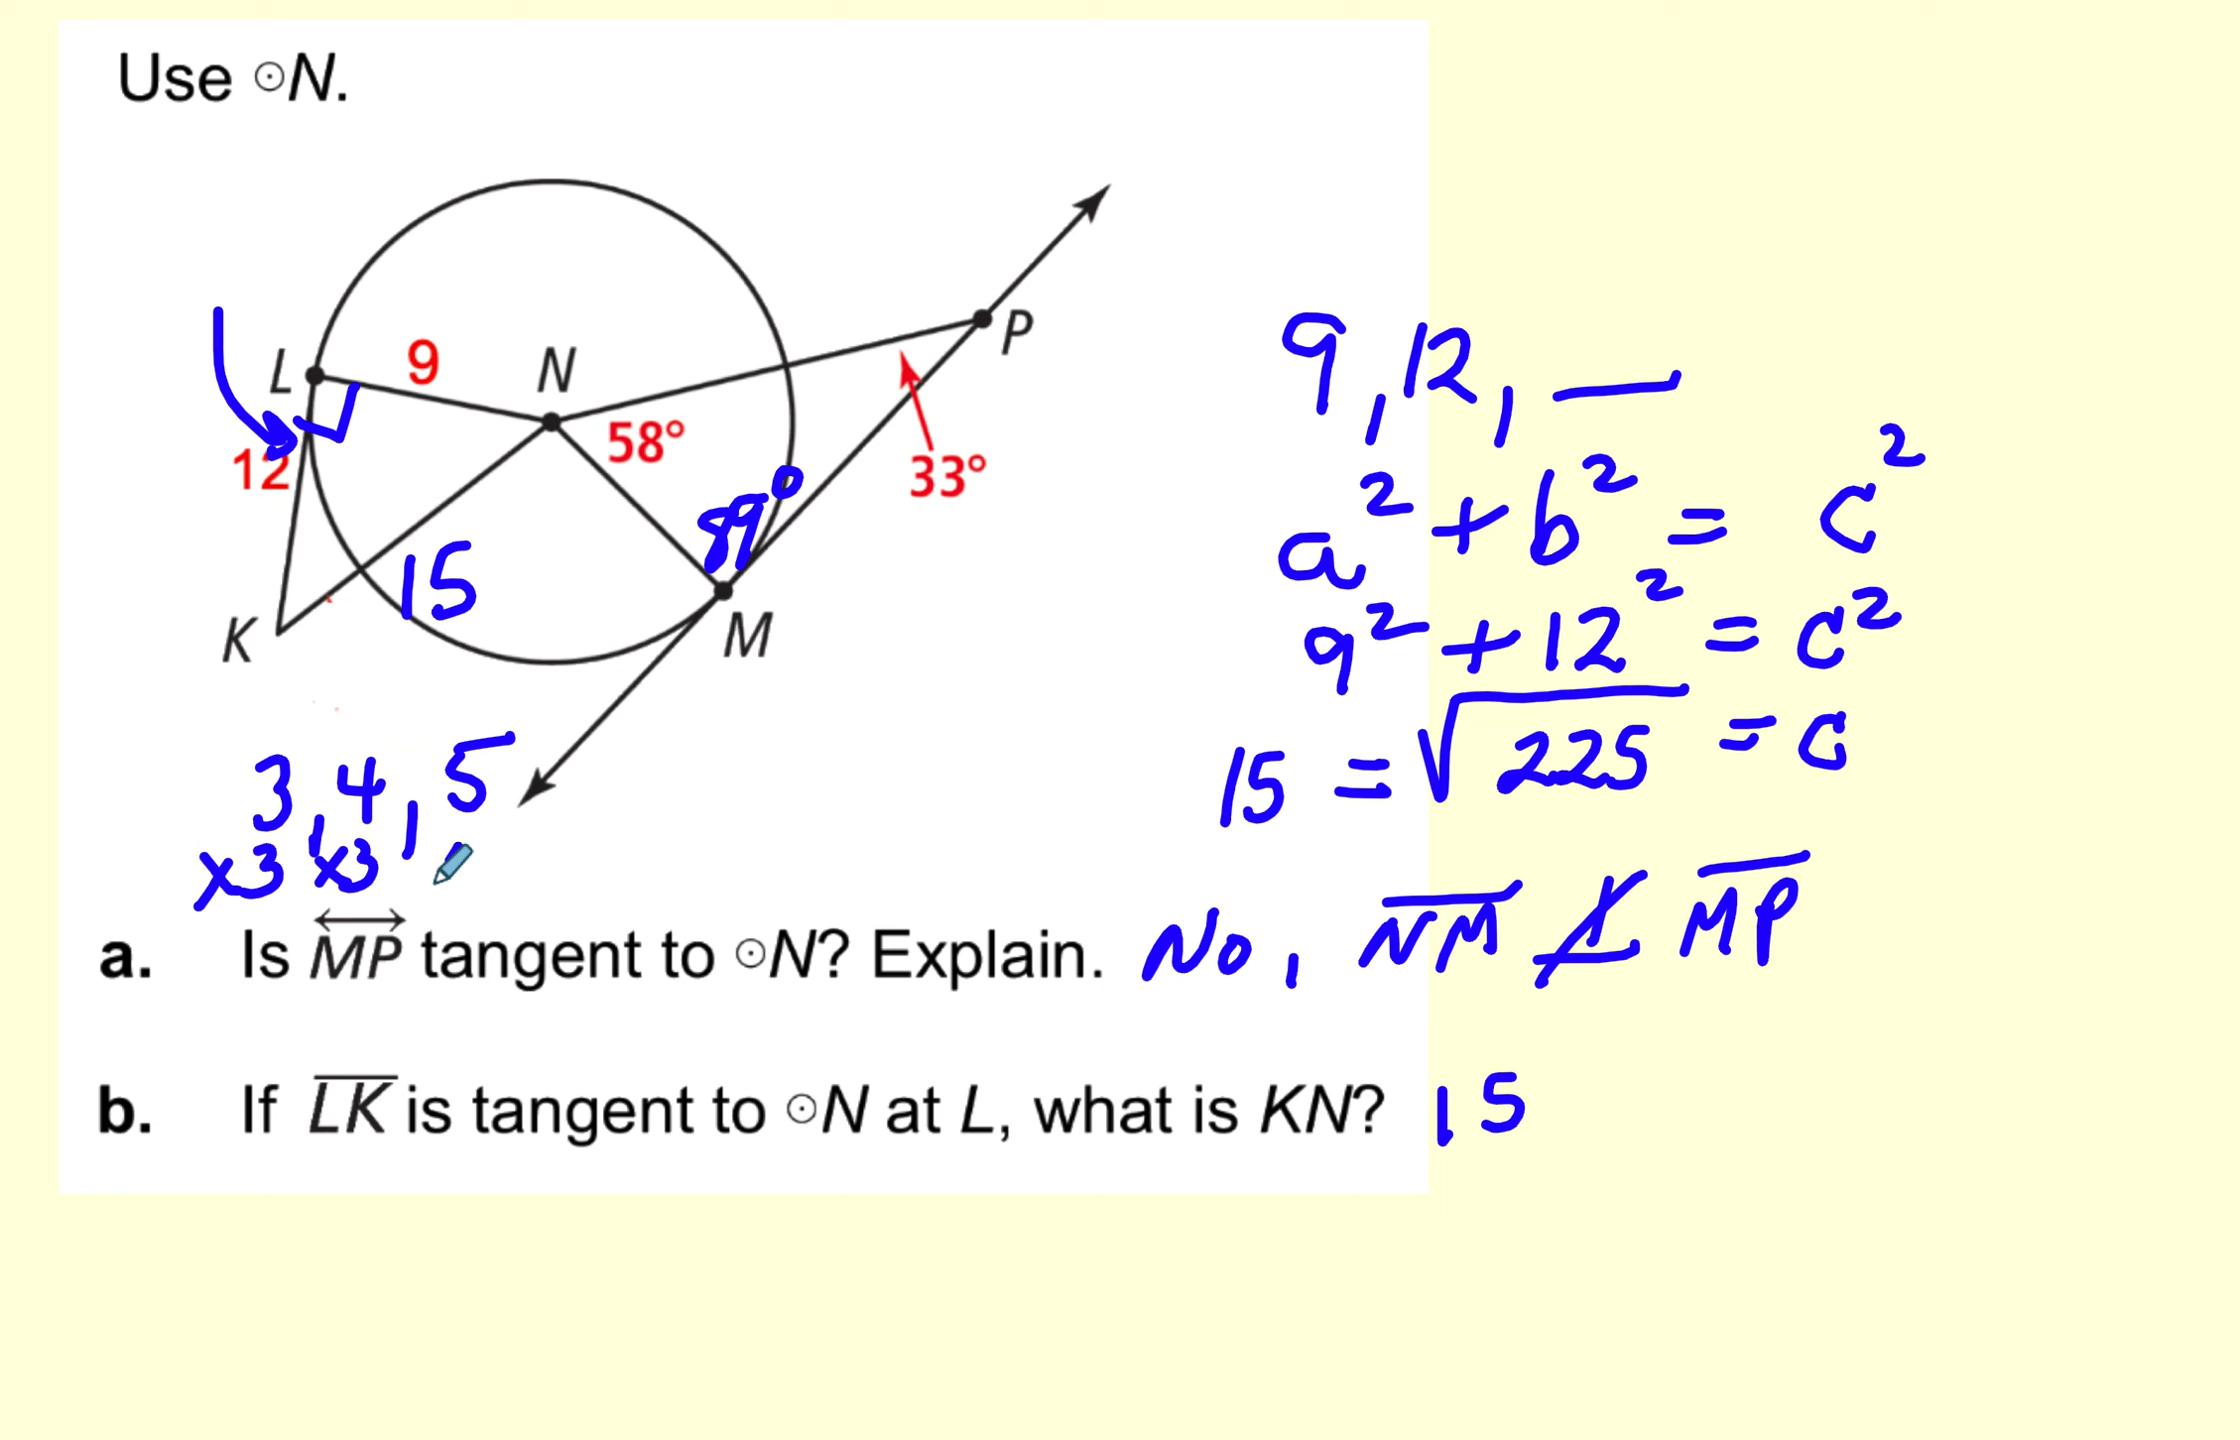 Use ⊙N.
L
9
N
P
12
58°
33°
89°
15
K
M
9, 12, __
a² + b² = c²
9² + 12² = c²
15 = √225 = c
3, 4, 5
x3 x3
a. Is MP tangent to ⊙N? Explain. No, NM ⊥̸ MP
b. If LK is tangent to ⊙N at L, what is KN? 15